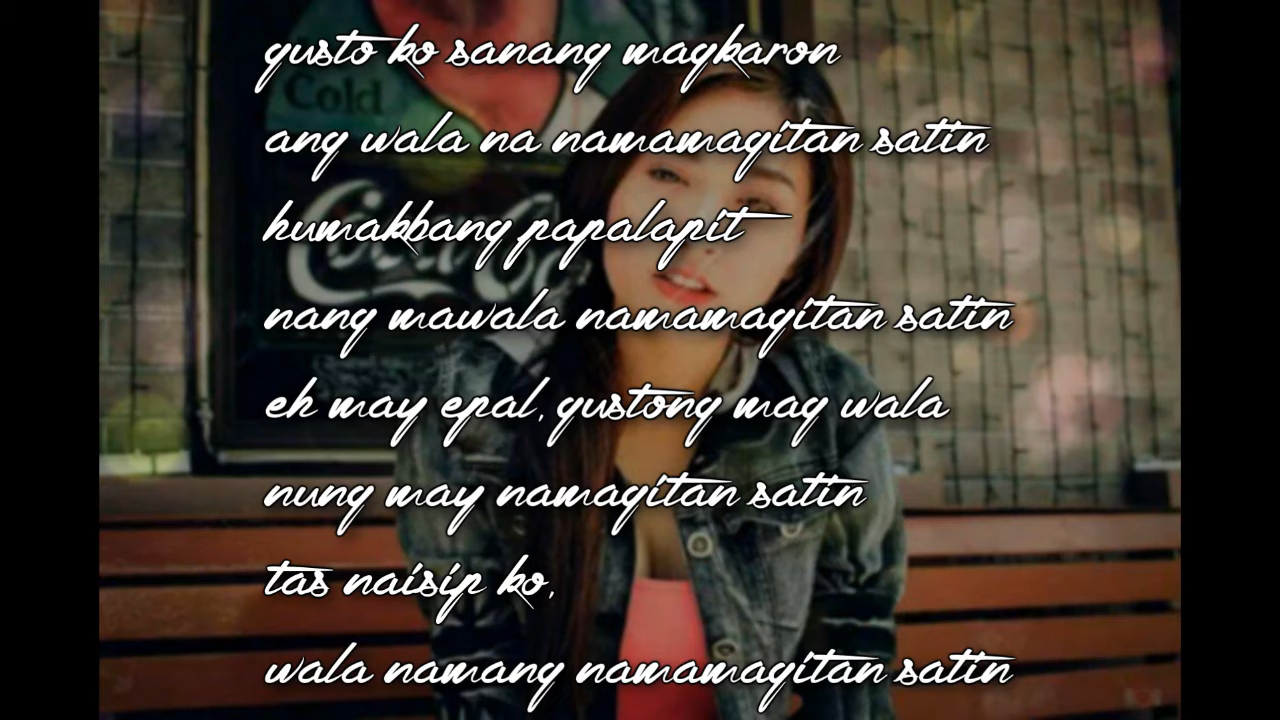 gusto ko sanang magkaron
Cold
ang wala na namamagitan satin
humakbang papalapit
nang mawala namamagitan satin
eh may epal, gustong mag wala
nung may namagitan satin
tas naisip ko,
wala namang namamagitan satin